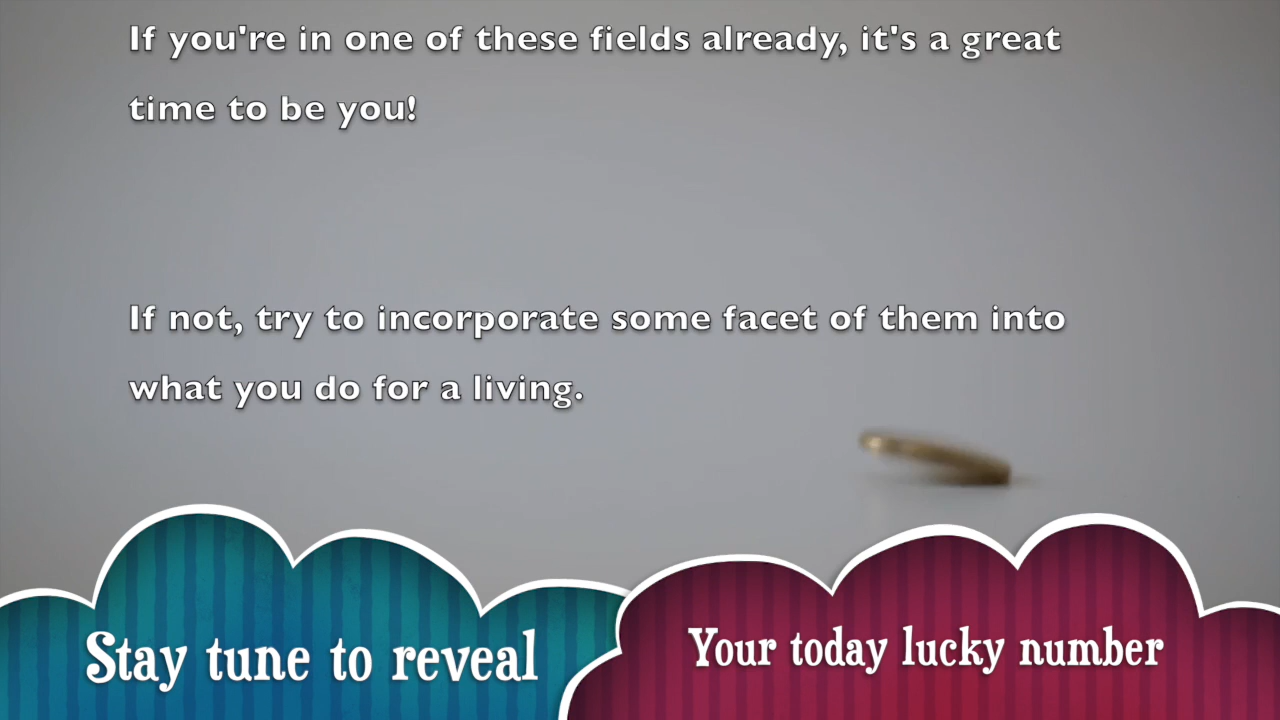 If you're in one of these fields already, it's a great
time to be you!
If not, try to incorporate some facet of them into
what you do for a living.
Stay tune to reveal
Your today lucky number